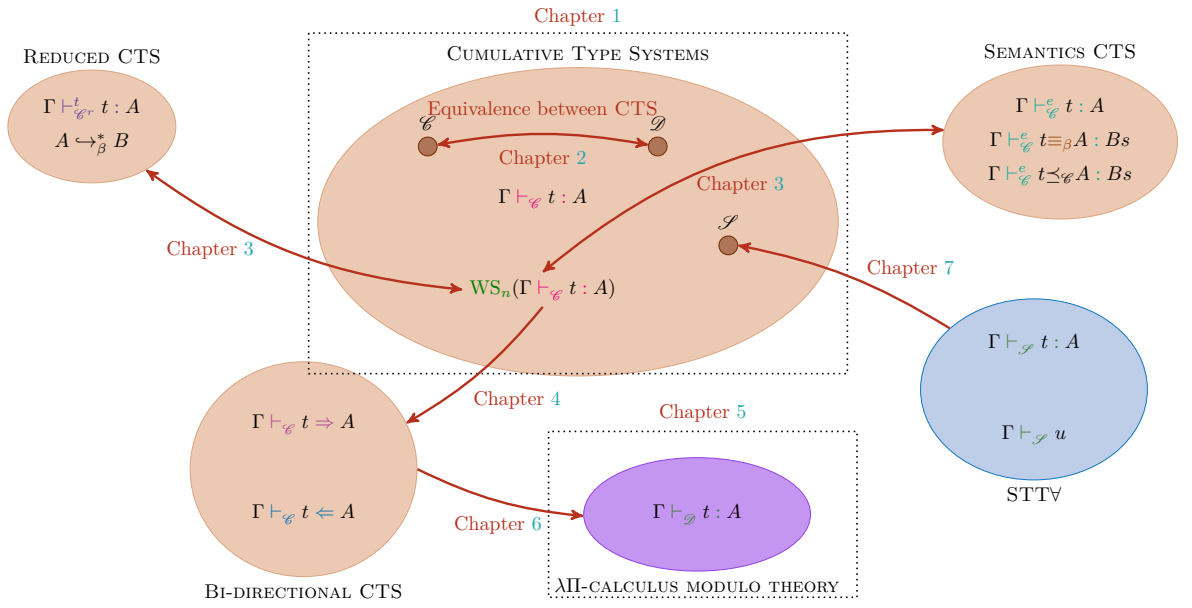 Chapter 1
REDUCED CTS
Γ ⊢ᵗ_𝒞ʳ t : A
A ↪*_β B
CUMULATIVE TYPE SYSTEMS
Equivalence between CTS
𝒞
𝒟
Chapter 2
Γ ⊢_𝒞 t : A
Chapter 3
𝒮
WS_n(Γ ⊢_𝒞 t : A)
SEMANTICS CTS
Γ ⊢ᵉ_𝒞 t : A
Γ ⊢ᵉ_𝒞 t ≡_β A : Bs
Γ ⊢ᵉ_𝒞 t ⪯_𝒞 A : Bs
Chapter 3
Chapter 7
Γ ⊢_𝒮 t : A
Γ ⊢_𝒮 u
STT∀
Chapter 4
Γ ⊢_𝒞 t ⇒ A
Γ ⊢_𝒞 t ⇐ A
BI-DIRECTIONAL CTS
Chapter 5
Chapter 6
Γ ⊢_𝒟 t : A
λΠ-CALCULUS MODULO THEORY